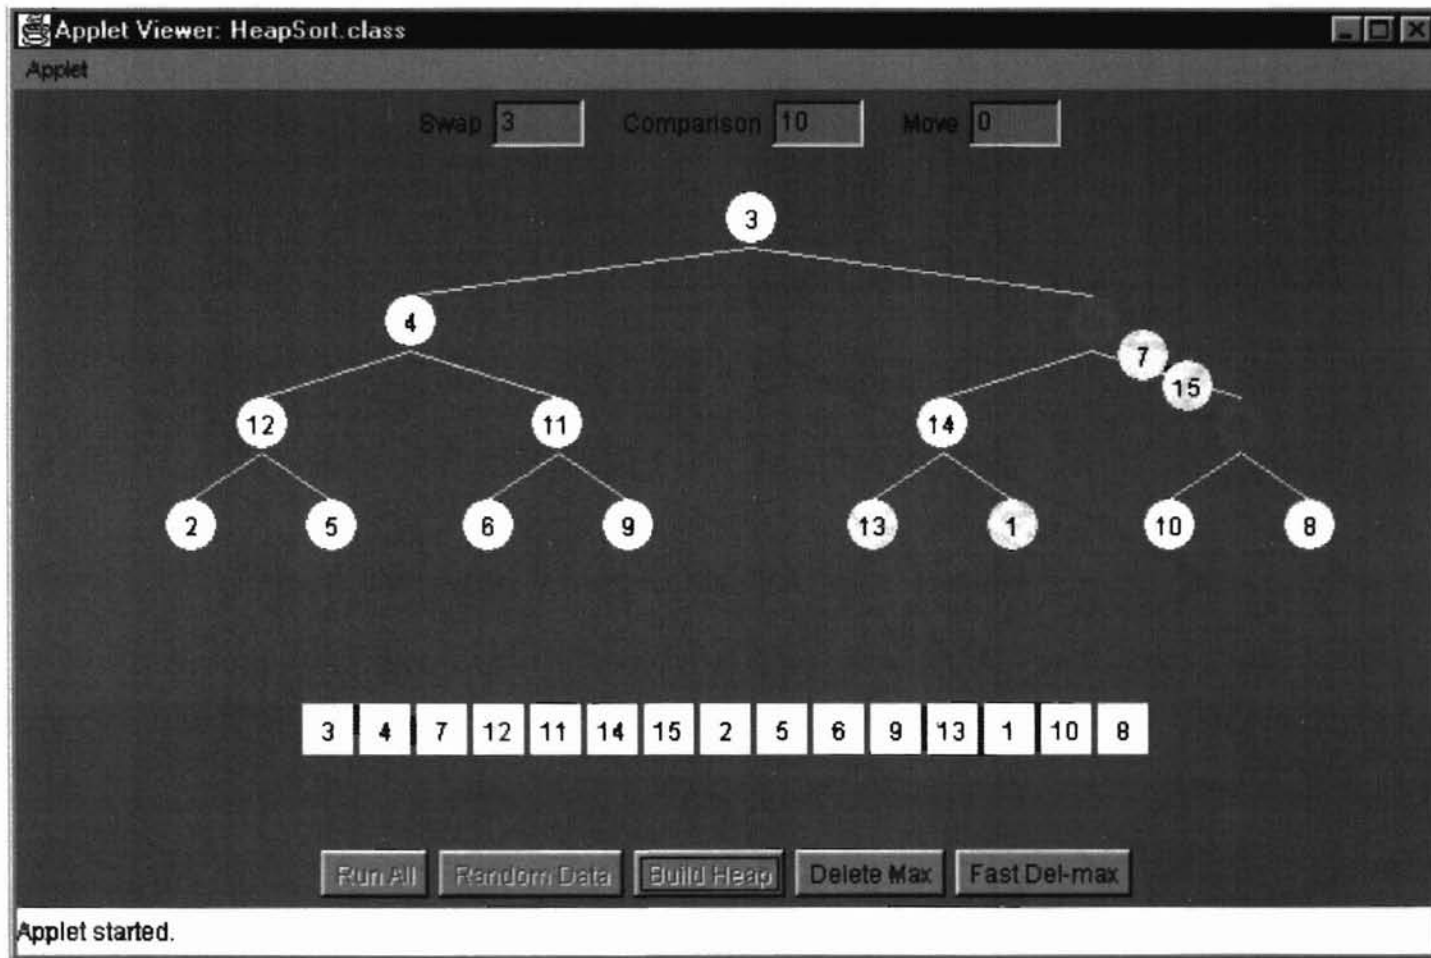 Applet Viewer: HeapSort.class
Applet
Swap 3 Comparison 10 Move 0
3
4
7
15
12 11 14
2 5 6 9 13 1 10 8
3 4 7 12 11 14 15 2 5 6 9 13 1 10 8
Run All Random Data Build Heap Delete Max Fast Del-max
Applet started.